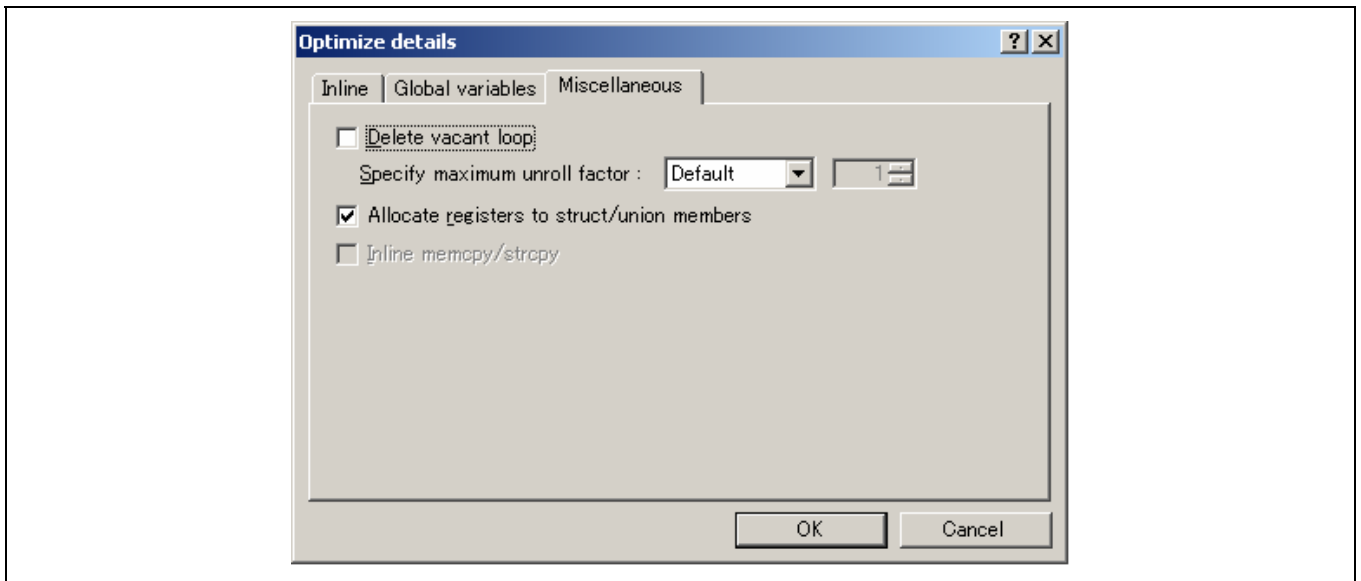 Optimize details
Inline Global variables Miscellaneous
Delete vacant loop
Specify maximum unroll factor : Default 1
Allocate registers to struct/union members
Inline memcpy/strcpy
OK Cancel